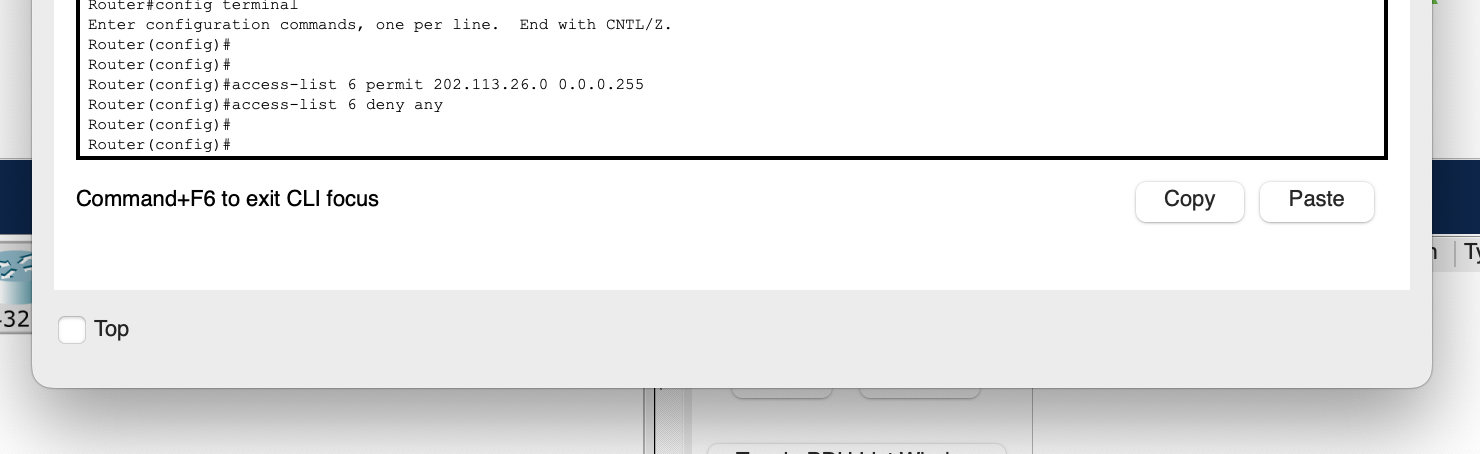 Router#config terminal
Enter configuration commands, one per line.  End with CNTL/Z.
Router(config)#
Router(config)#
Router(config)#access-list 6 permit 202.113.26.0 0.0.0.255
Router(config)#access-list 6 deny any
Router(config)#
Router(config)#
Command+F6 to exit CLI focus
Copy
Paste
-32
Top